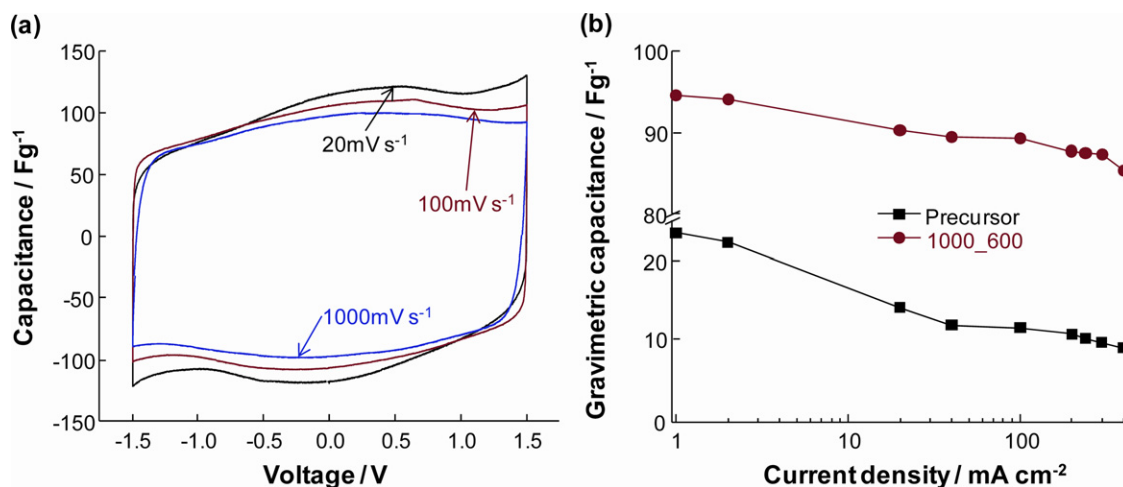 (a)
Capacitance / Fg⁻¹
150
100
50
0
-50
-100
-150
20mV s⁻¹
100mV s⁻¹
1000mV s⁻¹
-1.5 -1.0 -0.5 0.0 0.5 1.0 1.5
Voltage / V
(b)
Gravimetric capacitance / Fg⁻¹
100
90
80
20
10
0
Precursor
1000_600
1 10 100
Current density / mA cm⁻²